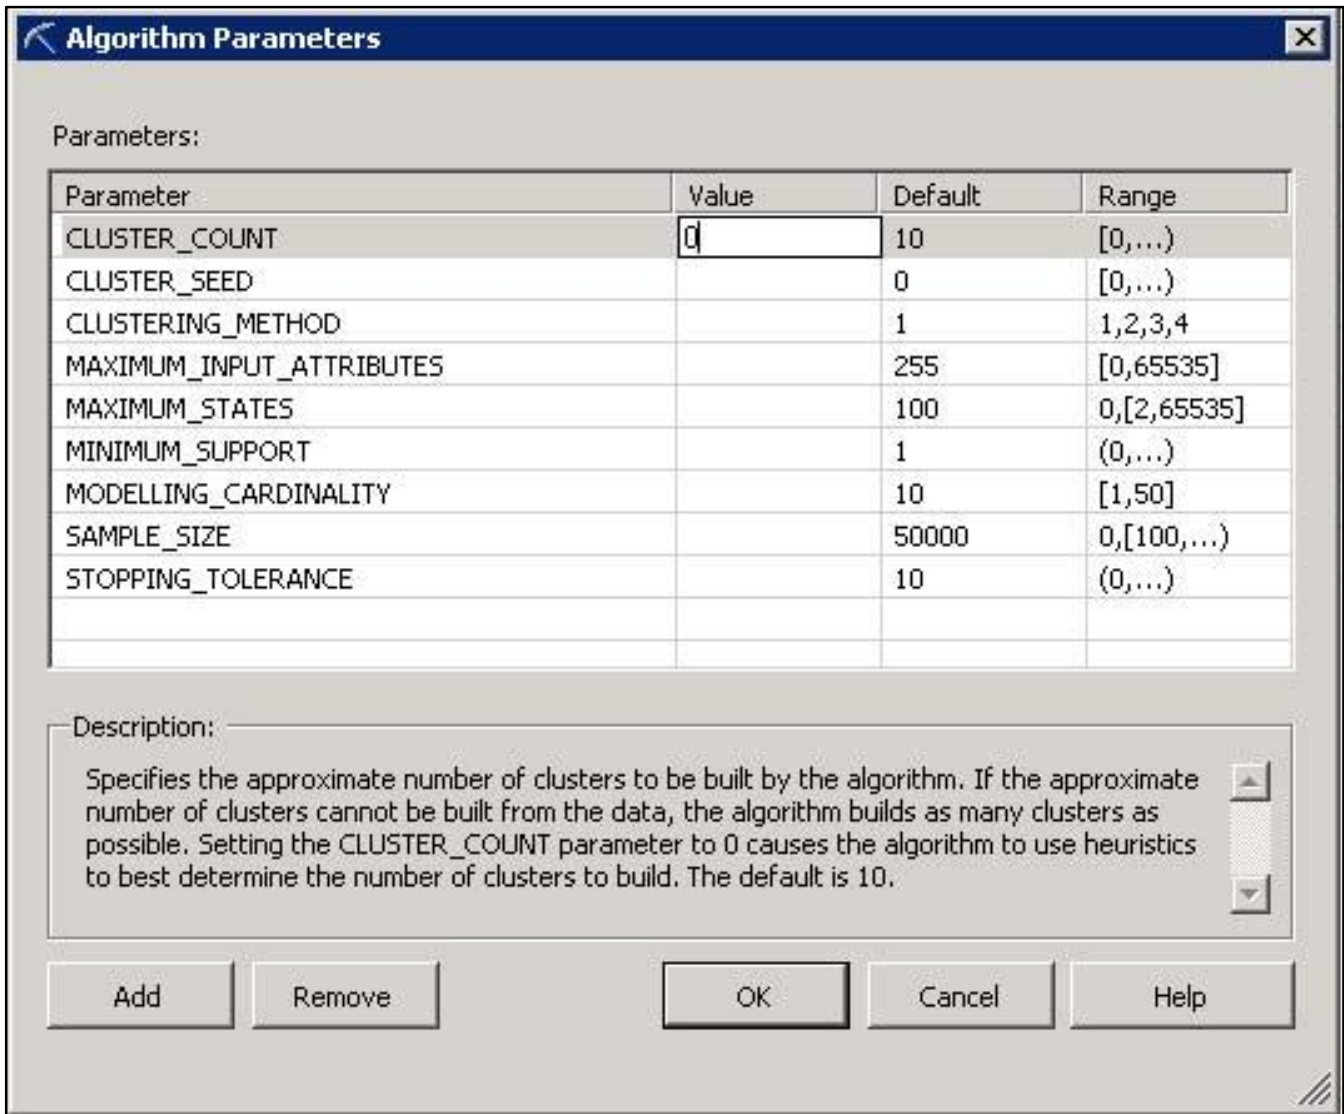 Algorithm Parameters
Parameters:
Parameter Value Default Range
CLUSTER_COUNT 0 10 [0,...)
CLUSTER_SEED 0 [0,...)
CLUSTERING_METHOD 1 1,2,3,4
MAXIMUM_INPUT_ATTRIBUTES 255 [0,65535]
MAXIMUM_STATES 100 0,[2,65535]
MINIMUM_SUPPORT 1 (0,...)
MODELLING_CARDINALITY 10 [1,50]
SAMPLE_SIZE 50000 0,[100,...)
STOPPING_TOLERANCE 10 (0,...)
Description:
Specifies the approximate number of clusters to be built by the algorithm. If the approximate
number of clusters cannot be built from the data, the algorithm builds as many clusters as
possible. Setting the CLUSTER_COUNT parameter to 0 causes the algorithm to use heuristics
to best determine the number of clusters to build. The default is 10.
Add Remove OK Cancel Help